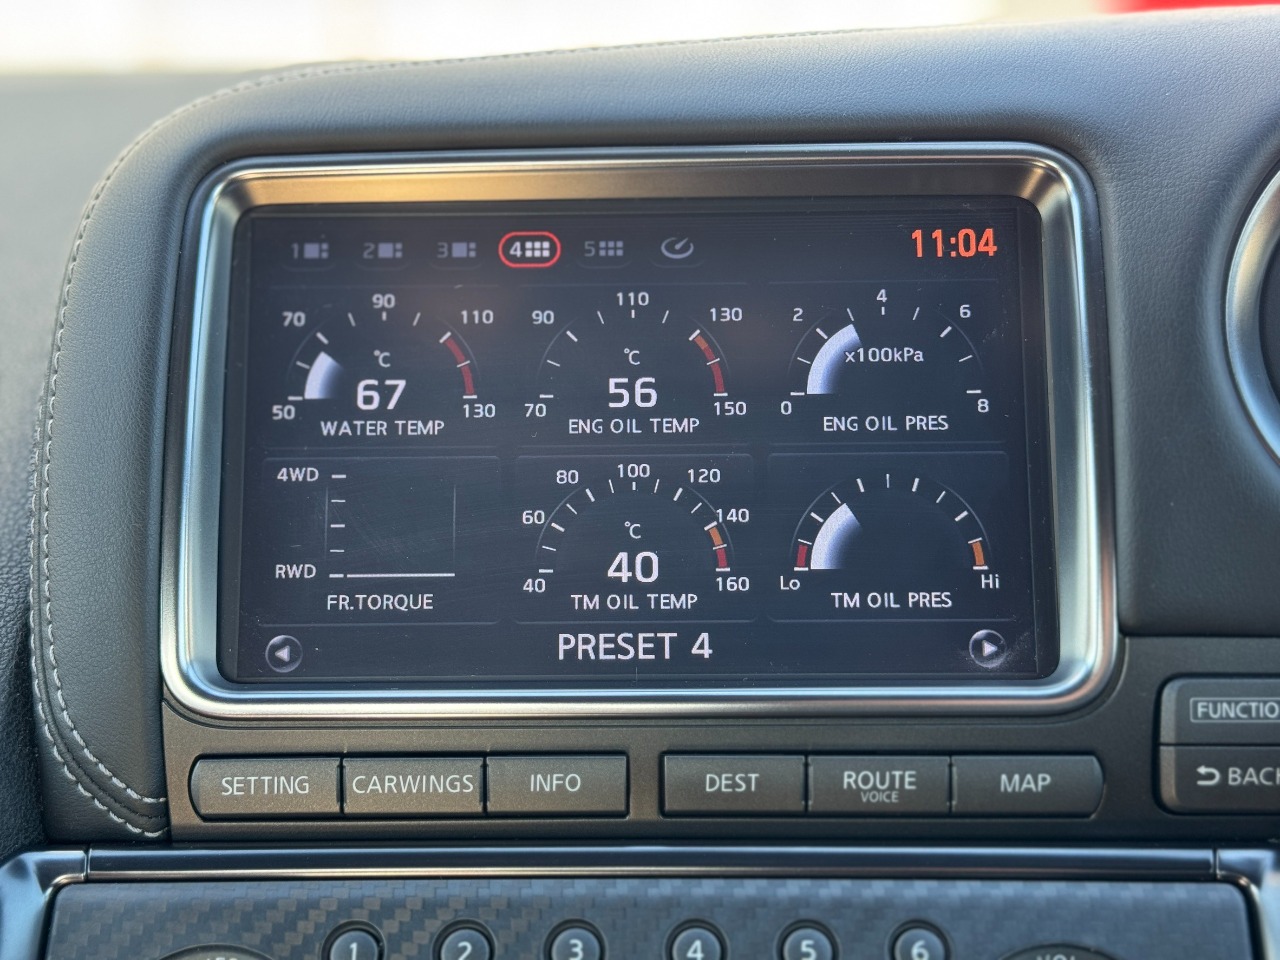 1 2 3 4 5 11:04
90 110 4
70 110 90 130 2 6
℃ ℃ x100kPa
67 56
50 130 70 150 0 8
WATER TEMP ENG OIL TEMP ENG OIL PRES
4WD 80 100 120
60 140
℃
RWD 40 40 160 Lo Hi
FR.TORQUE TM OIL TEMP TM OIL PRES
PRESET 4
FUNCTIO
SETTING CARWINGS INFO DEST ROUTE MAP BACK
VOICE
1 2 3 4 5 6